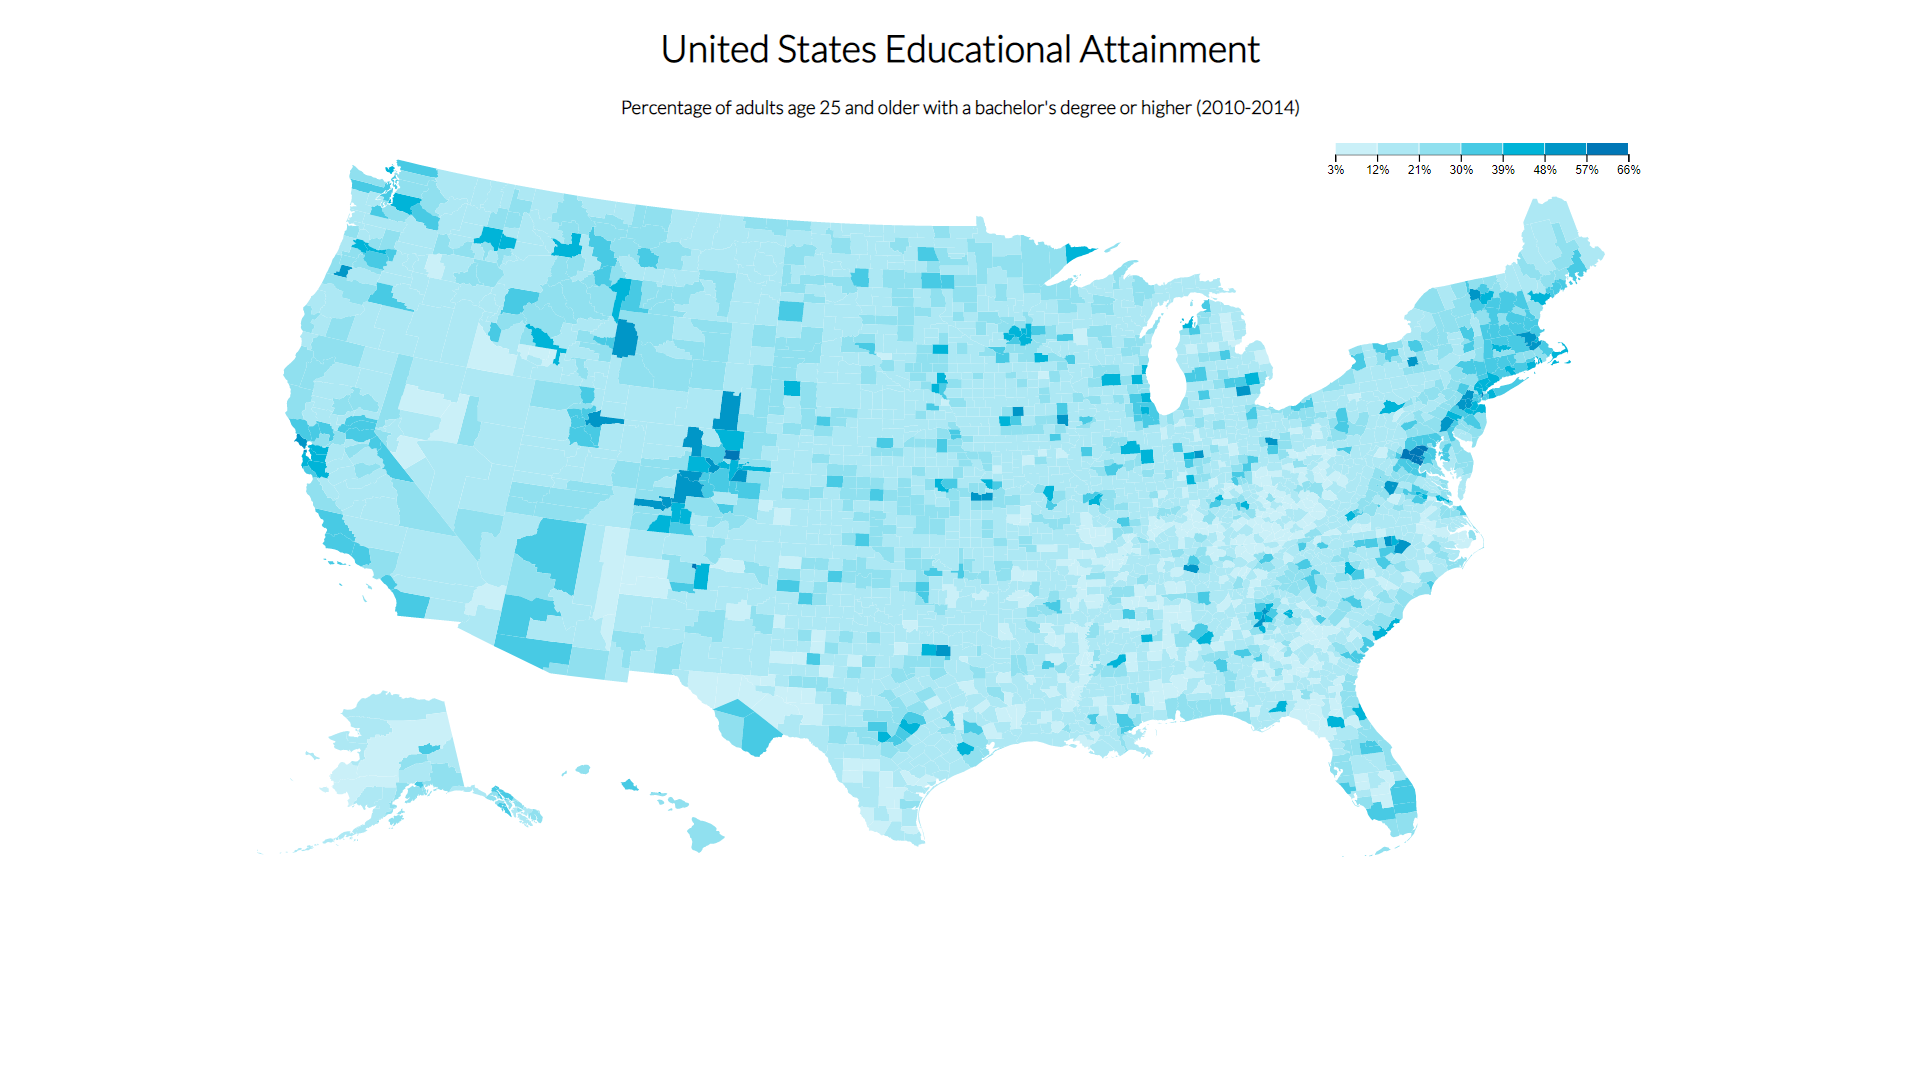 United States Educational Attainment
Percentage of adults age 25 and older with a bachelor's degree or higher (2010-2014)
3% 12% 21% 30% 39% 48% 57% 66%